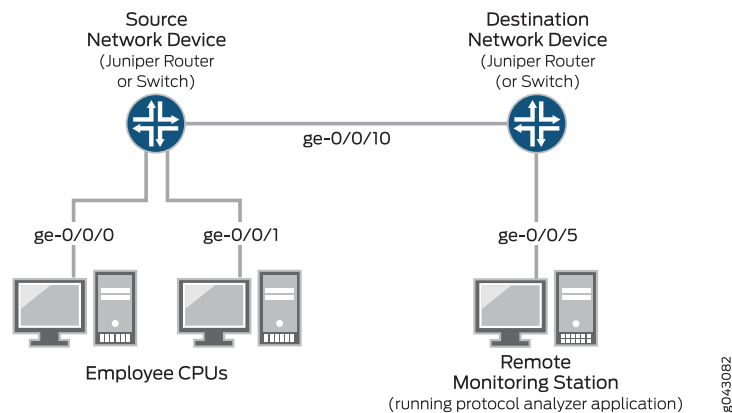 Source
Network Device
(Juniper Router
or Switch)
Destination
Network Device
(Juniper Router
(or Switch)
ge-0/0/10
ge-0/0/0
ge-0/0/1
ge-0/0/5
Employee CPUs
Remote
Monitoring Station
(running protocol analyzer application)
g043082